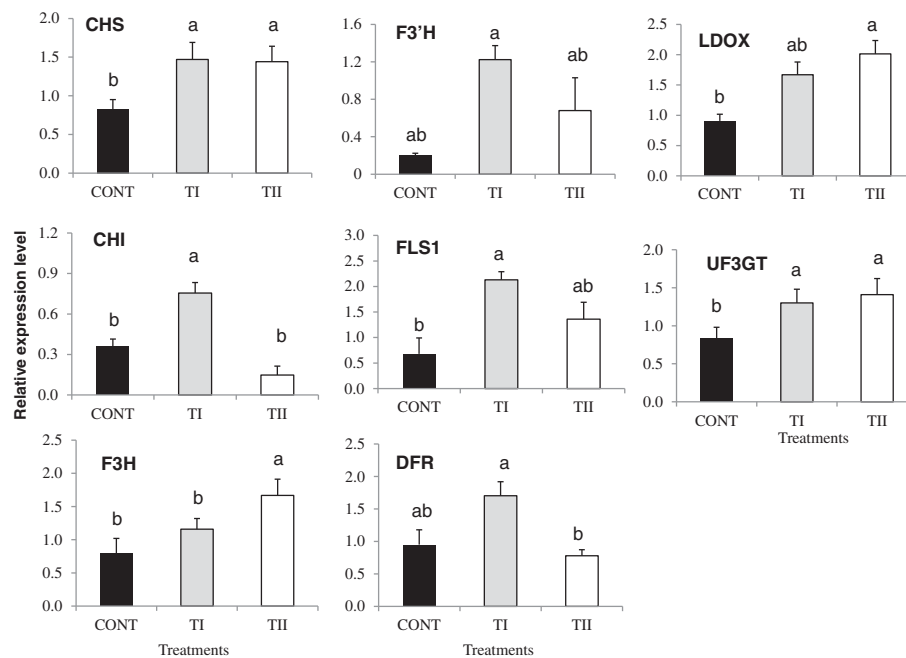 CHS
2.0
1.5
1.0
0.5
0.0
b
a
a
CONT
TI
TII
F3'H
1.6
1.2
0.8
0.4
0
ab
a
ab
CONT
TI
TII
LDOX
2.5
2.0
1.5
1.0
0.5
0.0
b
ab
a
CONT
TI
TII
Relative expression level
CHI
1.2
0.9
0.6
0.3
0.0
b
a
b
CONT
TI
TII
FLS1
3.0
2.5
2.0
1.5
1.0
0.5
0.0
b
a
ab
CONT
TI
TII
UF3GT
2.0
1.5
1.0
0.5
0.0
b
a
a
CONT
TI
TII
Treatments
F3H
2.5
2.0
1.5
1.0
0.5
0.0
b
b
a
CONT
TI
TII
Treatments
DFR
2.5
2.0
1.5
1.0
0.5
0.0
ab
a
b
CONT
TI
TII
Treatments